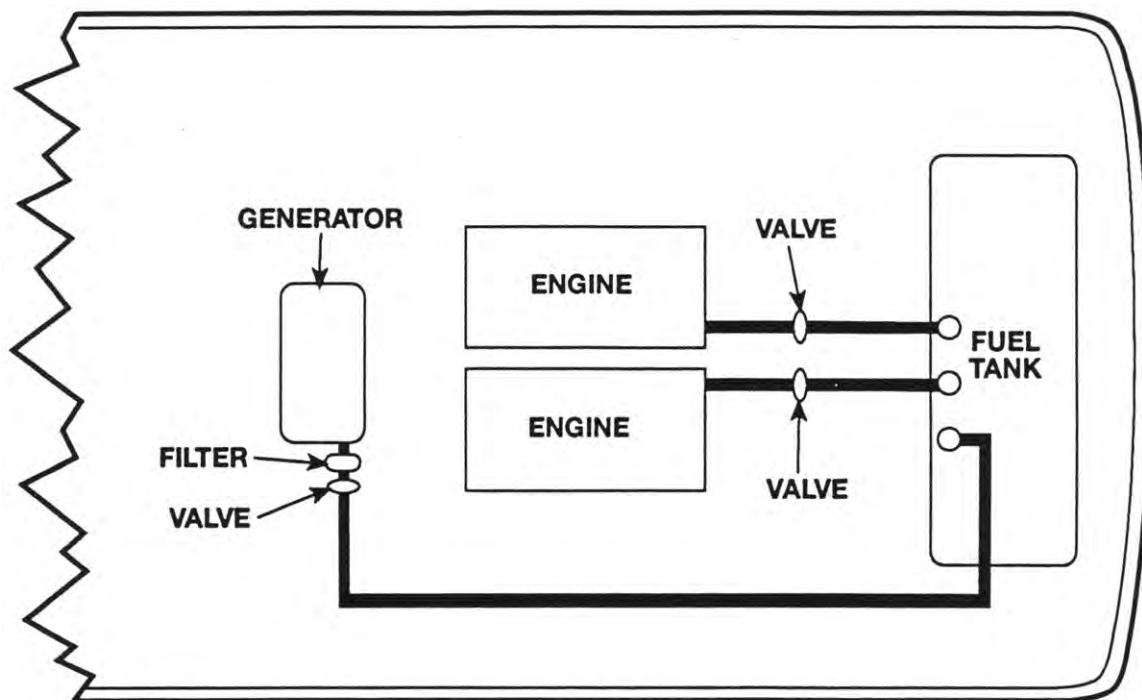 GENERATOR
VALVE
ENGINE
FUEL
TANK
ENGINE
FILTER
VALVE
VALVE